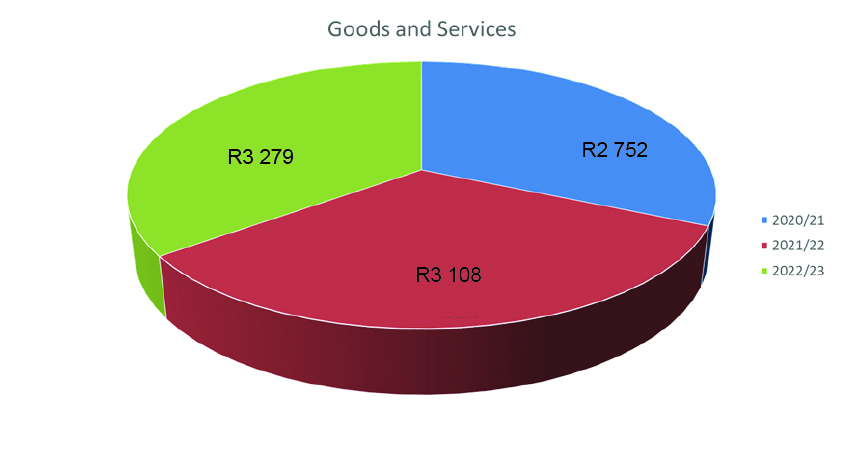 Goods and Services
R2 752
R3 279
R3 108
2020/21
2021/22
2022/23